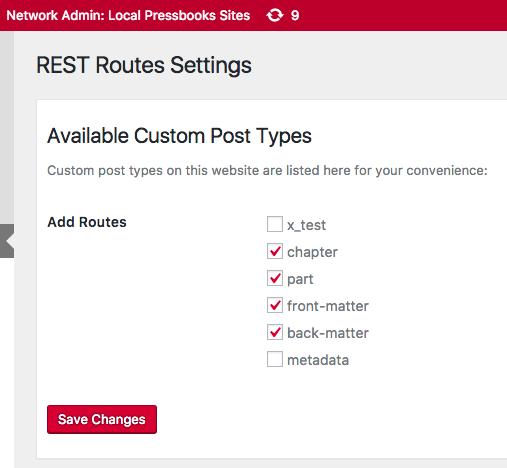 Network Admin: Local Pressbooks Sites 9
REST Routes Settings
Available Custom Post Types
Custom post types on this website are listed here for your convenience:
Add Routes
x_test
chapter
part
front-matter
back-matter
metadata
Save Changes